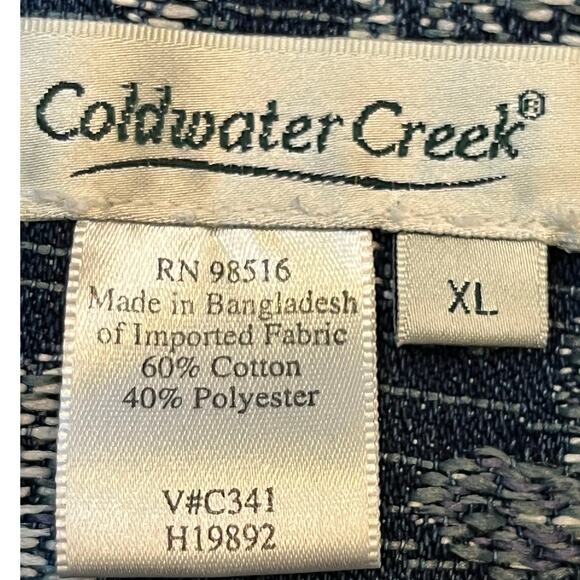 Coldwater Creek®
RN 98516
Made in Bangladesh
of Imported Fabric
60% Cotton
40% Polyester
V#C341
H19892
XL